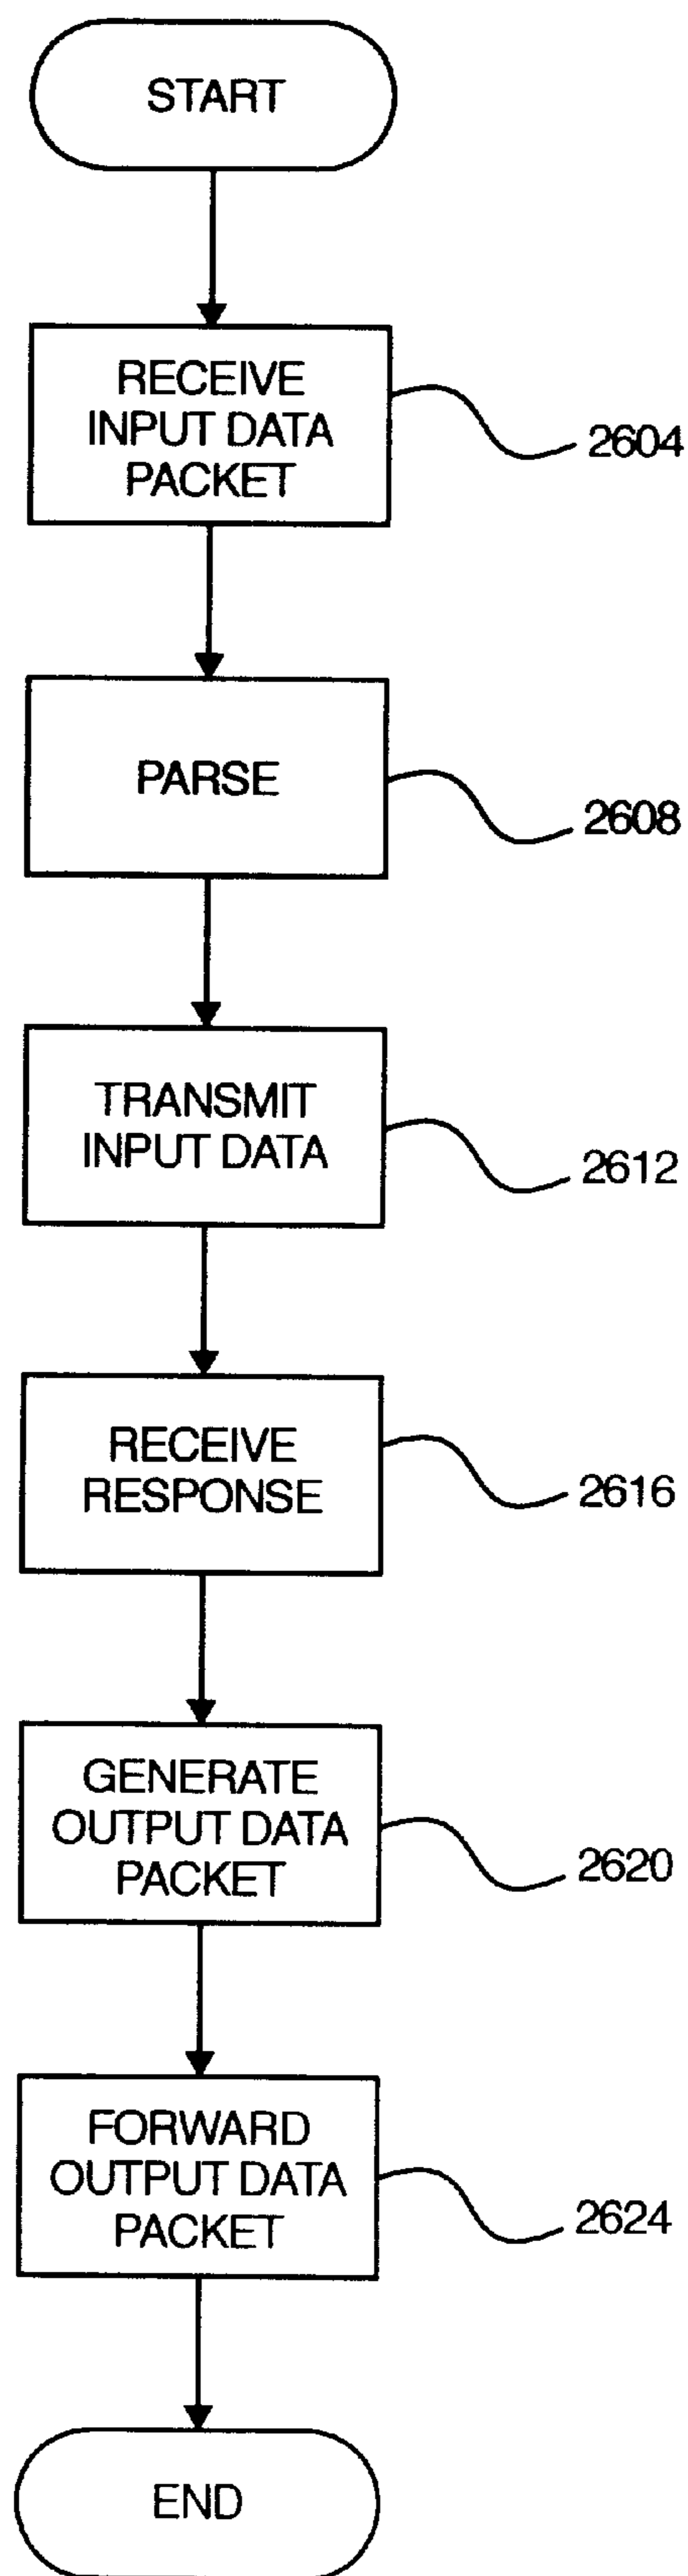 START
RECEIVE
INPUT DATA
PACKET
2604
PARSE
2608
TRANSMIT
INPUT DATA
2612
RECEIVE
RESPONSE
2616
GENERATE
OUTPUT DATA
PACKET
2620
FORWARD
OUTPUT DATA
PACKET
2624
END